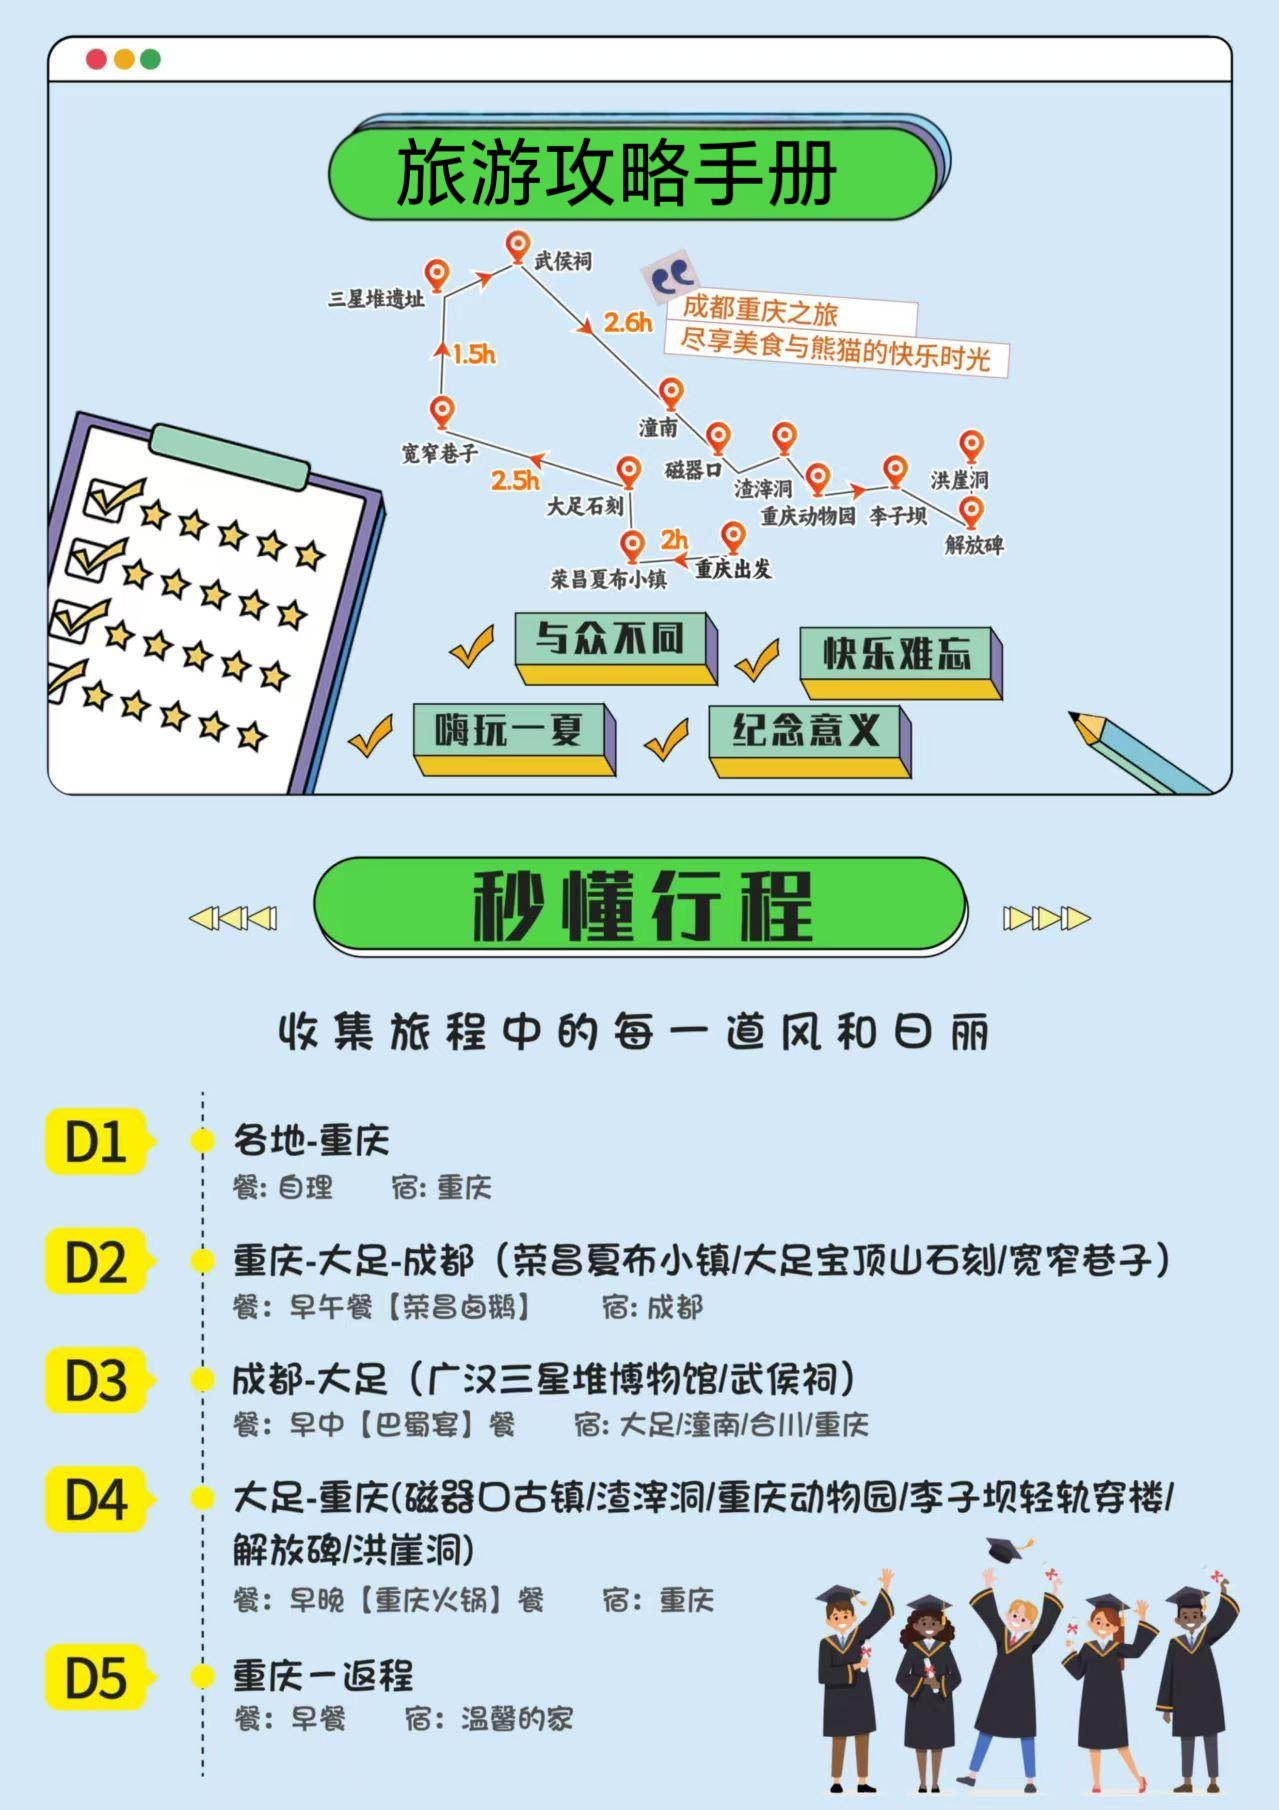 旅游攻略手册
武侯祠
三星堆遗址
成都重庆之旅
2.6h
尽享美食与熊猫的快乐时光
1.5h
潼南
宽窄巷子
磁器口
洪崖洞
2.5h
渣滓洞
大足石刻
重庆动物园
李子坝
2h
解放碑
荣昌夏布小镇
重庆出发
与众不同
快乐难忘
嗨玩一夏
纪念意义
秒懂行程
收集旅程中的每一道风和日丽
D1
各地-重庆
餐: 自理 宿: 重庆
D2
重庆-大足-成都（荣昌夏布小镇/大足宝顶山石刻/宽窄巷子）
餐：早午餐【荣昌卤鹅】 宿: 成都
D3
成都-大足（广汉三星堆博物馆/武侯祠）
餐：早中【巴蜀宴】餐 宿: 大足/潼南/合川/重庆
D4
大足-重庆(磁器口古镇/渣滓洞/重庆动物园/李子坝轻轨穿楼/
解放碑/洪崖洞)
餐：早晚【重庆火锅】餐 宿：重庆
D5
重庆一返程
餐：早餐 宿：温馨的家